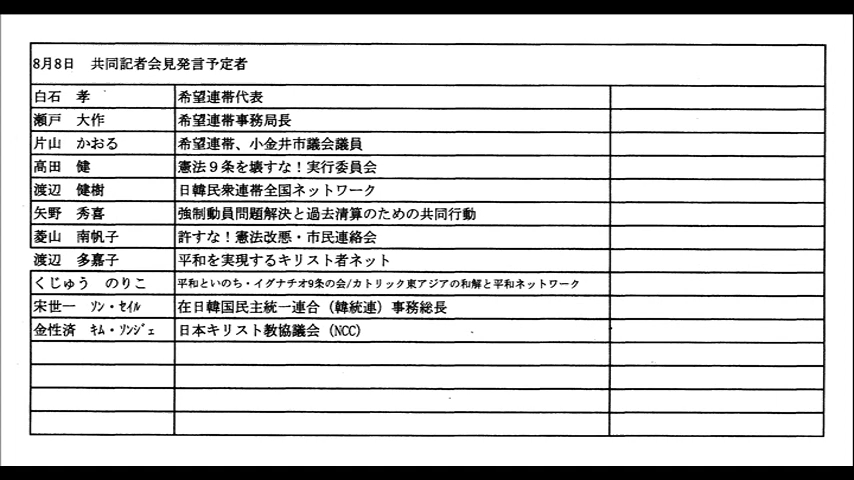 8月8日　共同記者会見発言予定者
白石　孝　希望連帯代表
瀬戸　大作　希望連帯事務局長
片山　かおる　希望連帯、小金井市議会議員
高田　健　憲法９条を壊すな！実行委員会
渡辺　健樹　日韓民衆連帯全国ネットワーク
矢野　秀喜　強制動員問題解決と過去清算のための共同行動
菱山　南帆子　許すな！憲法改悪・市民連絡会
渡辺　多嘉子　平和を実現するキリスト者ネット
くじゅう　のりこ　平和といのち・イグナチオ9条の会/カトリック東アジアの和解と平和ネットワーク
宋世一　ｿﾝ・ｾｲﾙ　在日韓国民主統一連合（韓統連）事務総長
金性済　ｷﾑ・ｿﾝｼﾞｪ　日本キリスト教協議会（NCC）